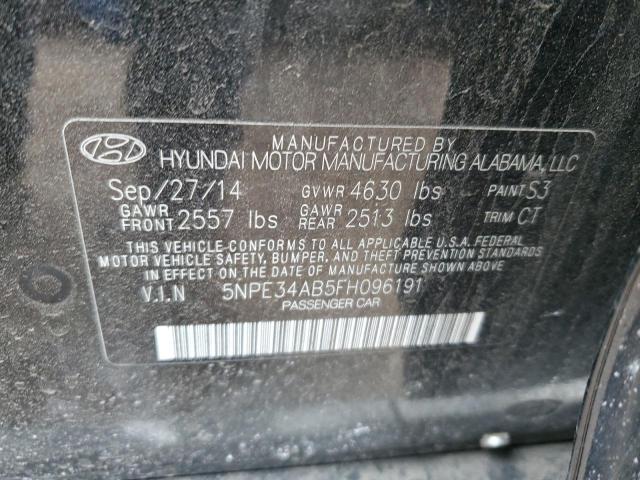 MANUFACTURED BY
HYUNDAI MOTOR MANUFACTURING ALABAMA, LLC
Sep/27/14 GVWR 4630 lbs PAINT S3
GAWR FRONT 2557 lbs GAWR REAR 2513 lbs TRIM CT
THIS VEHICLE CONFORMS TO ALL APPLICABLE U.S.A. FEDERAL
MOTOR VEHICLE SAFETY, BUMPER, AND THEFT PREVENTION STANDARDS
IN EFFECT ON THE DATE OF MANUFACTURE SHOWN ABOVE.
V.I.N 5NPE34AB5FH096191
PASSENGER CAR